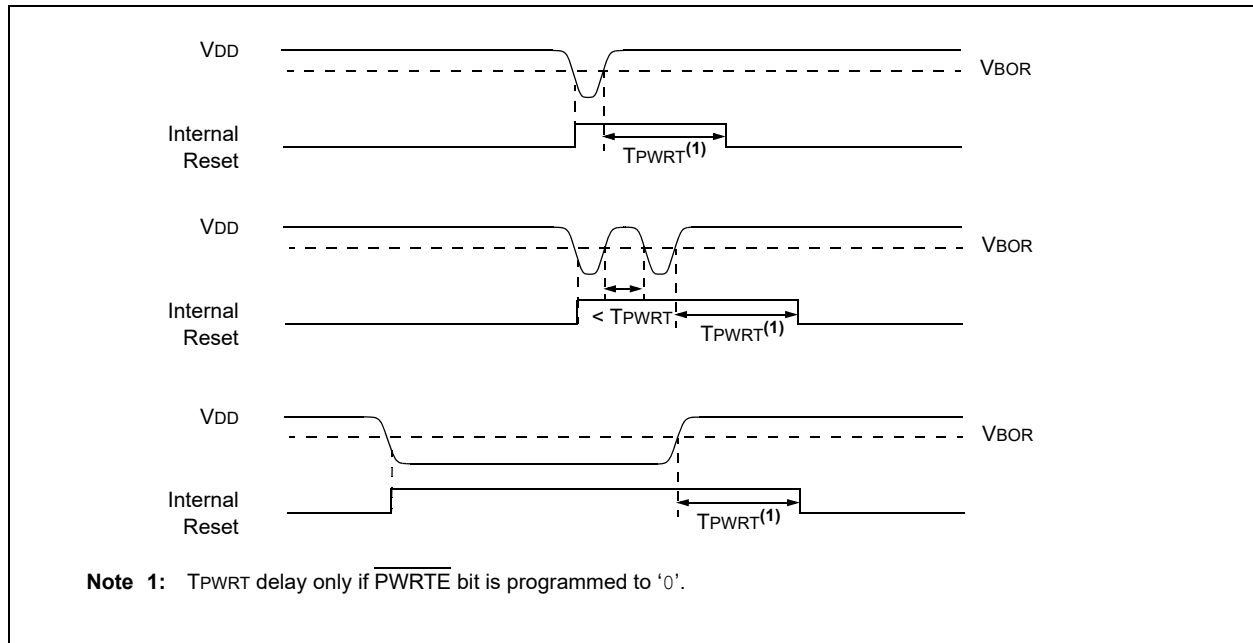 VDD
VBOR
Internal
Reset
TPWRT(1)
VDD
VBOR
Internal
Reset
< TPWRT
TPWRT(1)
VDD
VBOR
Internal
Reset
TPWRT(1)
Note 1: TPWRT delay only if PWRTE bit is programmed to ‘0’.